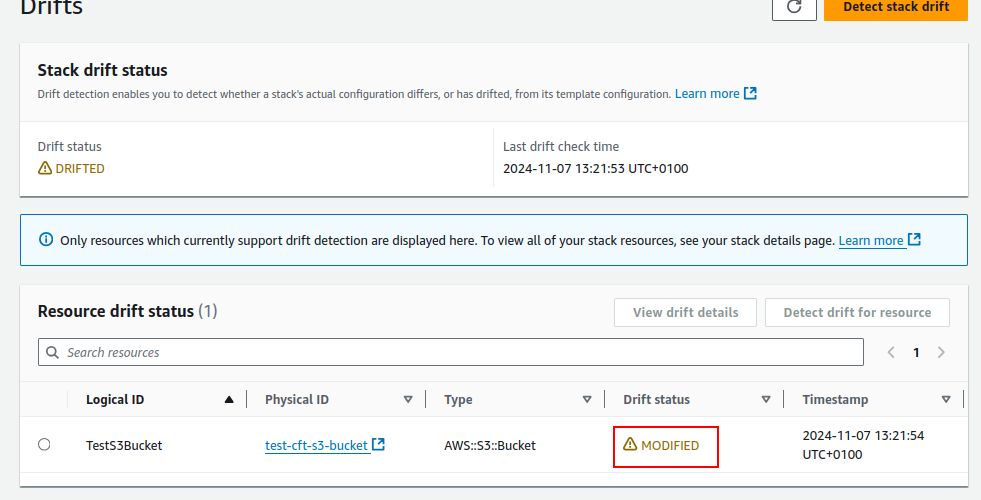 Drifts
Detect stack drift
Stack drift status
Drift detection enables you to detect whether a stack's actual configuration differs, or has drifted, from its template configuration. Learn more
Drift status
DRIFTED
Last drift check time
2024-11-07 13:21:53 UTC+0100
Only resources which currently support drift detection are displayed here. To view all of your stack resources, see your stack details page. Learn more
Resource drift status (1)
View drift details
Detect drift for resource
Search resources
1
Logical ID Physical ID Type Drift status Timestamp
TestS3Bucket test-cft-s3-bucket AWS::S3::Bucket MODIFIED 2024-11-07 13:21:54
UTC+0100